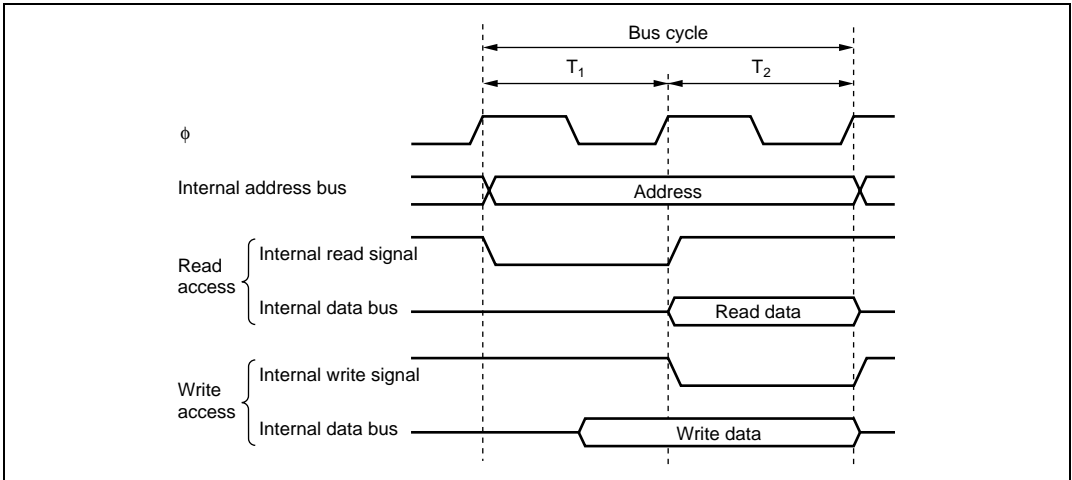 Bus cycle
T₁ T₂
ϕ
Internal address bus
Address
Read access
Internal read signal
Internal data bus
Read data
Write access
Internal write signal
Internal data bus
Write data